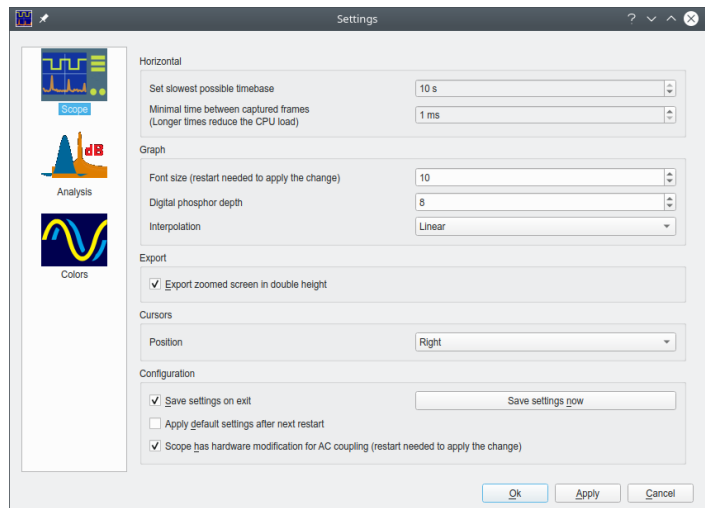 Settings
Scope
dB
Analysis
Colors
Horizontal
Set slowest possible timebase
10 s
Minimal time between captured frames
(Longer times reduce the CPU load)
1 ms
Graph
Font size (restart needed to apply the change)
10
Digital phosphor depth
8
Interpolation
Linear
Export
Export zoomed screen in double height
Cursors
Position
Right
Configuration
Save settings on exit
Save settings now
Apply default settings after next restart
Scope has hardware modification for AC coupling (restart needed to apply the change)
Ok
Apply
Cancel